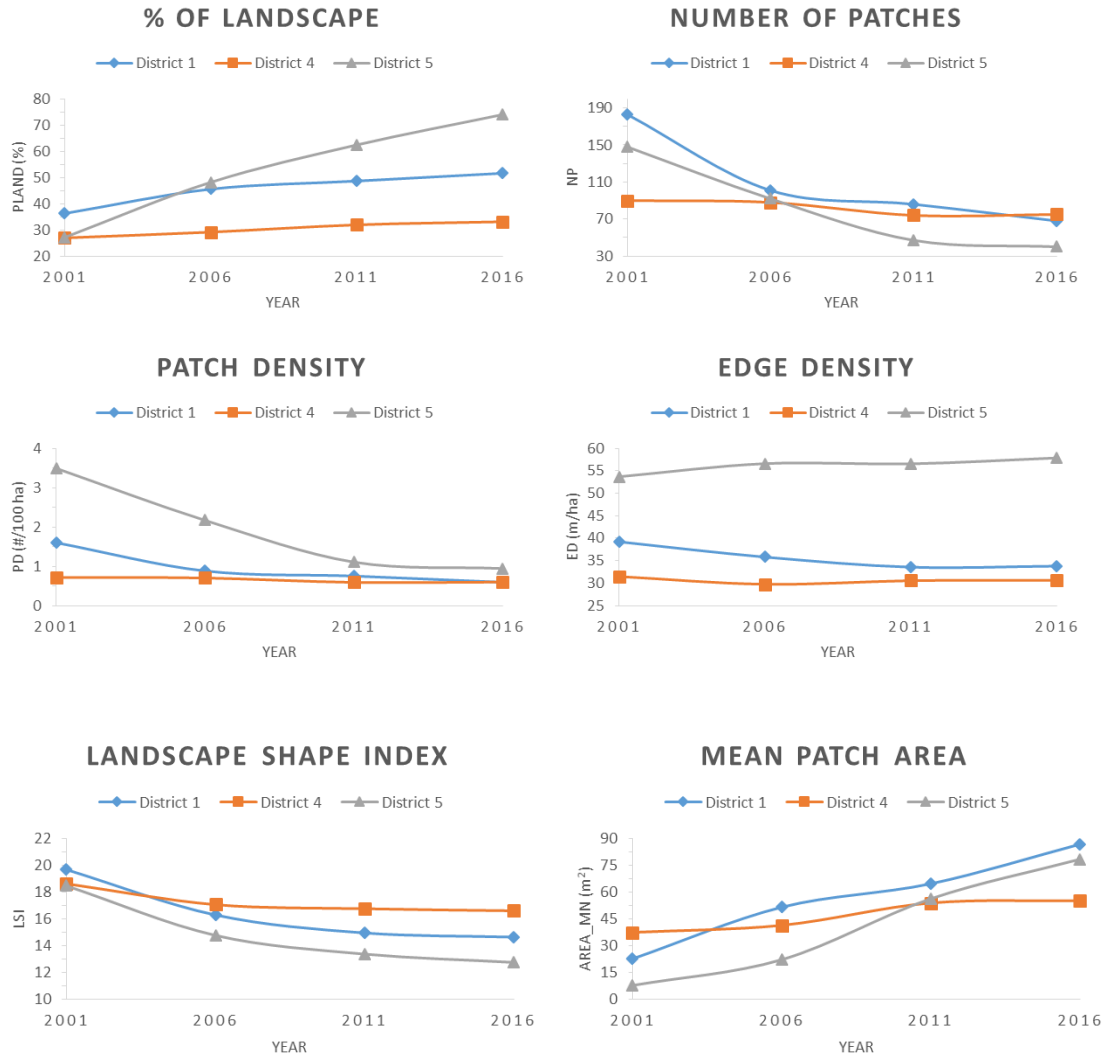 % OF LANDSCAPE
District 1 District 4 District 5
80
70
60
50
40
30
20
PLAND (%)
2001 2006 2011 2016
YEAR
NUMBER OF PATCHES
District 1 District 4 District 5
190
150
110
70
30
NP
2001 2006 2011 2016
YEAR
PATCH DENSITY
District 1 District 4 District 5
4
3
2
1
0
PD (#/100 ha)
2001 2006 2011 2016
YEAR
EDGE DENSITY
District 1 District 4 District 5
60
55
50
45
40
35
30
25
ED (m/ha)
2001 2006 2011 2016
YEAR
LANDSCAPE SHAPE INDEX
District 1 District 4 District 5
22
20
18
16
14
12
10
LSI
2001 2006 2011 2016
YEAR
MEAN PATCH AREA
District 1 District 4 District 5
90
75
60
45
30
15
0
AREA_MN (m²)
2001 2006 2011 2016
YEAR